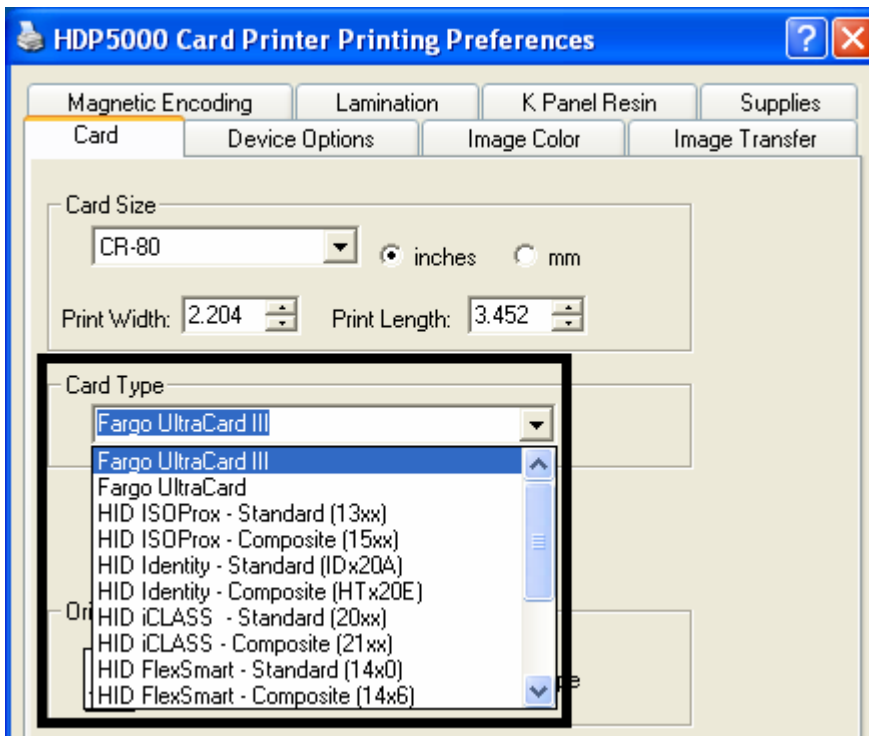 HDP5000 Card Printer Printing Preferences
Magnetic Encoding Lamination K Panel Resin Supplies
Card Device Options Image Color Image Transfer
Card Size
CR-80 inches mm
Print Width: 2.204 Print Length: 3.452
Card Type
Fargo UltraCard III
Fargo UltraCard III
Fargo UltraCard
HID ISOProx - Standard (13xx)
HID ISOProx - Composite (15xx)
HID Identity - Standard (IDx20A)
HID Identity - Composite (HTx20E)
HID iCLASS - Standard (20xx)
Ori
HID iCLASS - Composite (21xx)
HID FlexSmart - Standard (14x0)
HID FlexSmart - Composite (14x6)